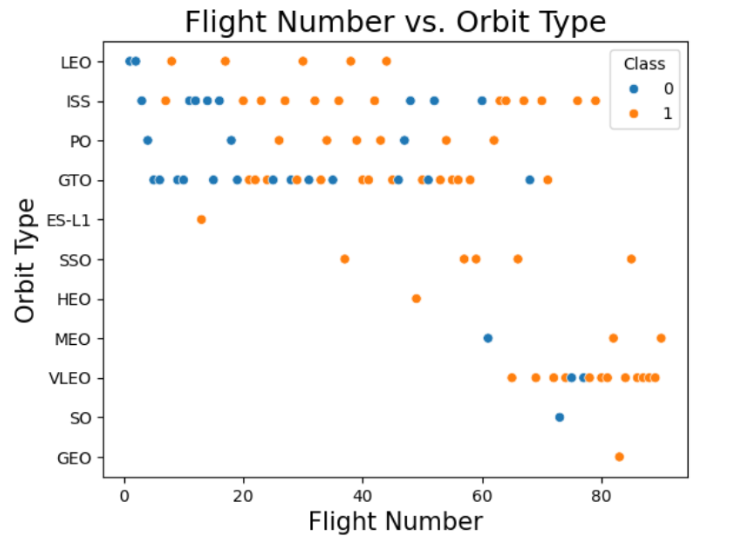 Flight Number vs. Orbit Type
Class
0
1
Orbit Type
LEO
ISS
PO
GTO
ES-L1
SSO
HEO
MEO
VLEO
SO
GEO
0 20 40 60 80
Flight Number